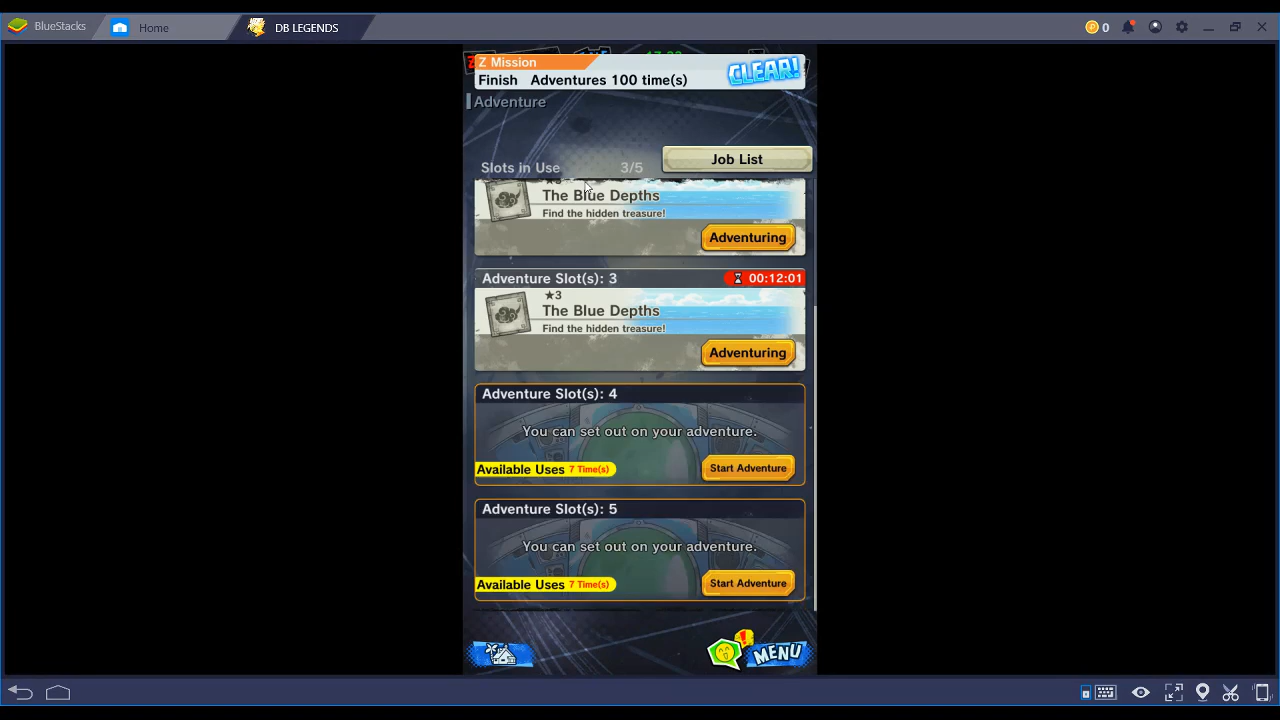 BlueStacks
Home
DB LEGENDS
0
Z Mission
Finish Adventures 100 time(s)
CLEAR!
Adventure
Slots in Use 3/5
Job List
The Blue Depths
Find the hidden treasure!
Adventuring
Adventure Slot(s): 3
00:12:01
★3
The Blue Depths
Find the hidden treasure!
Adventuring
Adventure Slot(s): 4
You can set out on your adventure.
Available Uses 7 Time(s)
Start Adventure
Adventure Slot(s): 5
You can set out on your adventure.
Available Uses 7 Time(s)
Start Adventure
MENU